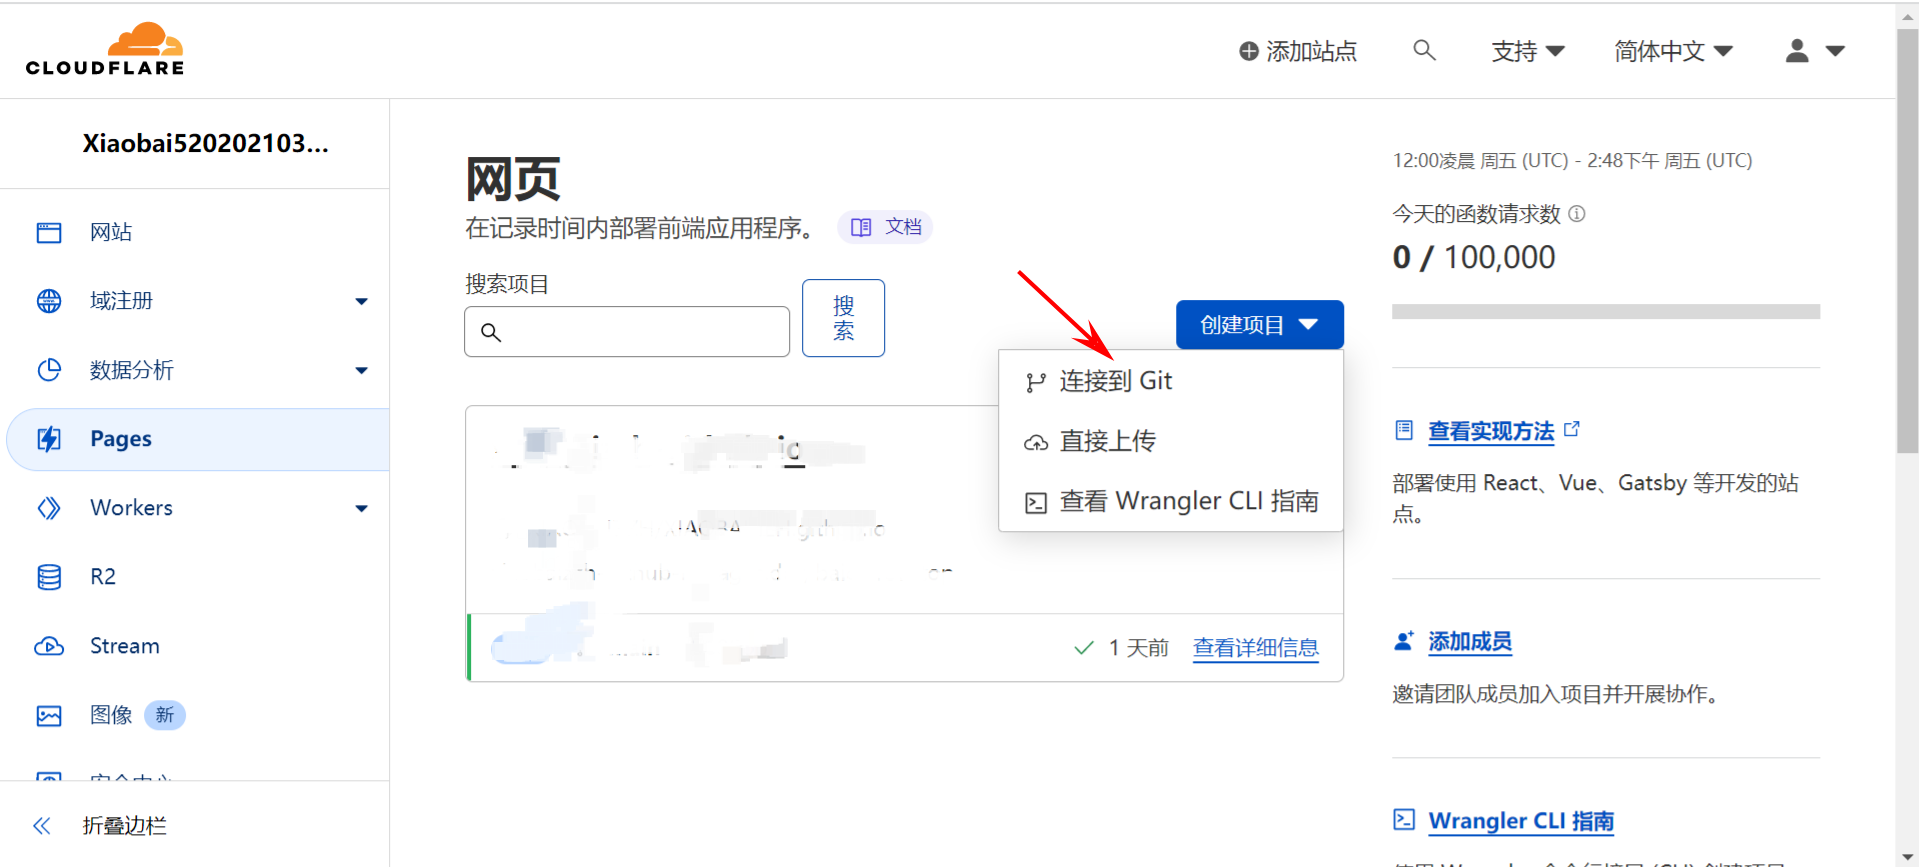 CLOUDFLARE
添加站点
支持
简体中文
Xiaobai520202103...
网站
域注册
数据分析
Pages
Workers
R2
Stream
图像 新
折叠边栏
网页
在记录时间内部署前端应用程序。 文档
搜索项目
搜索
创建项目
连接到 Git
直接上传
查看 Wrangler CLI 指南
1 天前 查看详细信息
12:00凌晨 周五 (UTC) - 2:48下午 周五 (UTC)
今天的函数请求数
0 / 100,000
查看实现方法
部署使用 React、Vue、Gatsby 等开发的站
点。
添加成员
邀请团队成员加入项目并开展协作。
Wrangler CLI 指南